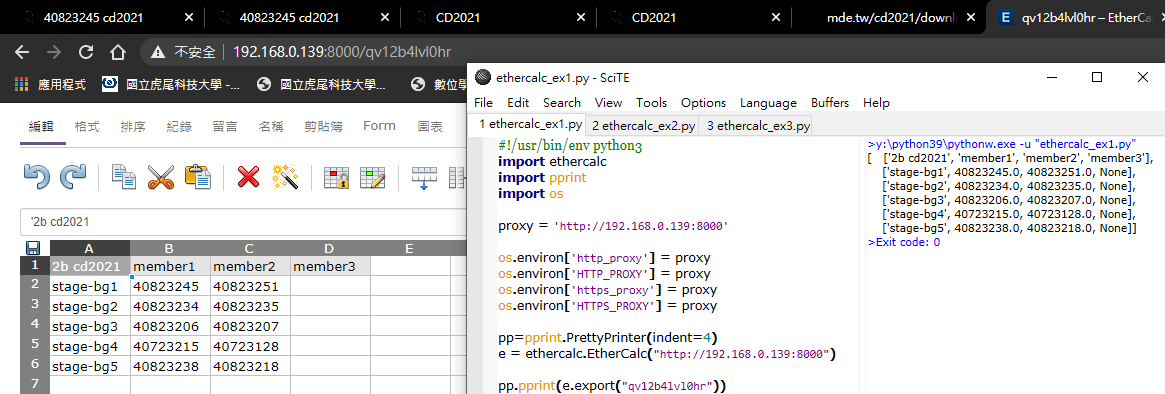 40823245 cd2021
40823245 cd2021
CD2021
CD2021
mde.tw/cd2021/downl
qv12b4lvl0hr – EtherCa
不安全 | 192.168.0.139:8000/qv12b4lvl0hr
應用程式 國立虎尾科技大學 -... 國立虎尾科技大學... 數位學
編輯 格式 排序 紀錄 留言 名稱 剪貼簿 Form 圖表
'2b cd2021
A B C D E
1 2b cd2021 member1 member2 member3
2 stage-bg1 40823245 40823251
3 stage-bg2 40823234 40823235
4 stage-bg3 40823206 40823207
5 stage-bg4 40723215 40723128
6 stage-bg5 40823238 40823218
7
ethercalc_ex1.py - SciTE
File Edit Search View Tools Options Language Buffers Help
1 ethercalc_ex1.py 2 ethercalc_ex2.py 3 ethercalc_ex3.py
#!/usr/bin/env python3
import ethercalc
import pprint
import os
proxy = 'http://192.168.0.139:8000'
os.environ['http_proxy'] = proxy
os.environ['HTTP_PROXY'] = proxy
os.environ['https_proxy'] = proxy
os.environ['HTTPS_PROXY'] = proxy
pp=pprint.PrettyPrinter(indent=4)
e = ethercalc.EtherCalc("http://192.168.0.139:8000")
pp.pprint(e.export("qv12b4lvl0hr"))
>y:\python39\pythonw.exe -u "ethercalc_ex1.py"
[ ['2b cd2021', 'member1', 'member2', 'member3'],
['stage-bg1', 40823245.0, 40823251.0, None],
['stage-bg2', 40823234.0, 40823235.0, None],
['stage-bg3', 40823206.0, 40823207.0, None],
['stage-bg4', 40723215.0, 40723128.0, None],
['stage-bg5', 40823238.0, 40823218.0, None]]
>Exit code: 0